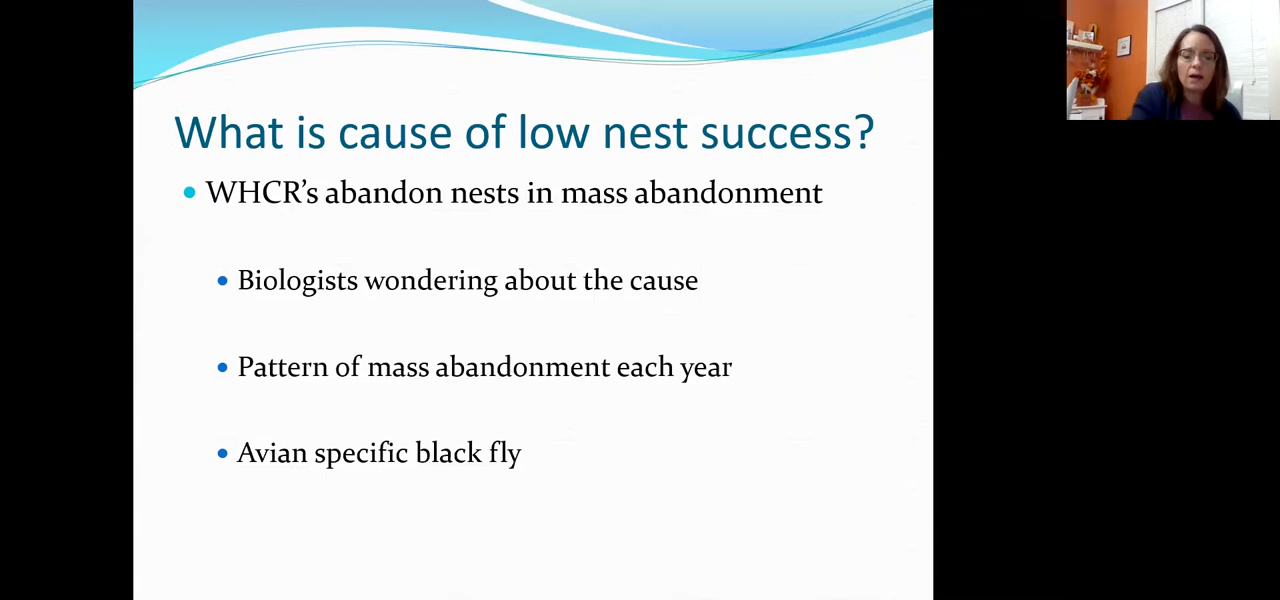 What is cause of low nest success?
WHCR’s abandon nests in mass abandonment
Biologists wondering about the cause
Pattern of mass abandonment each year
Avian specific black fly